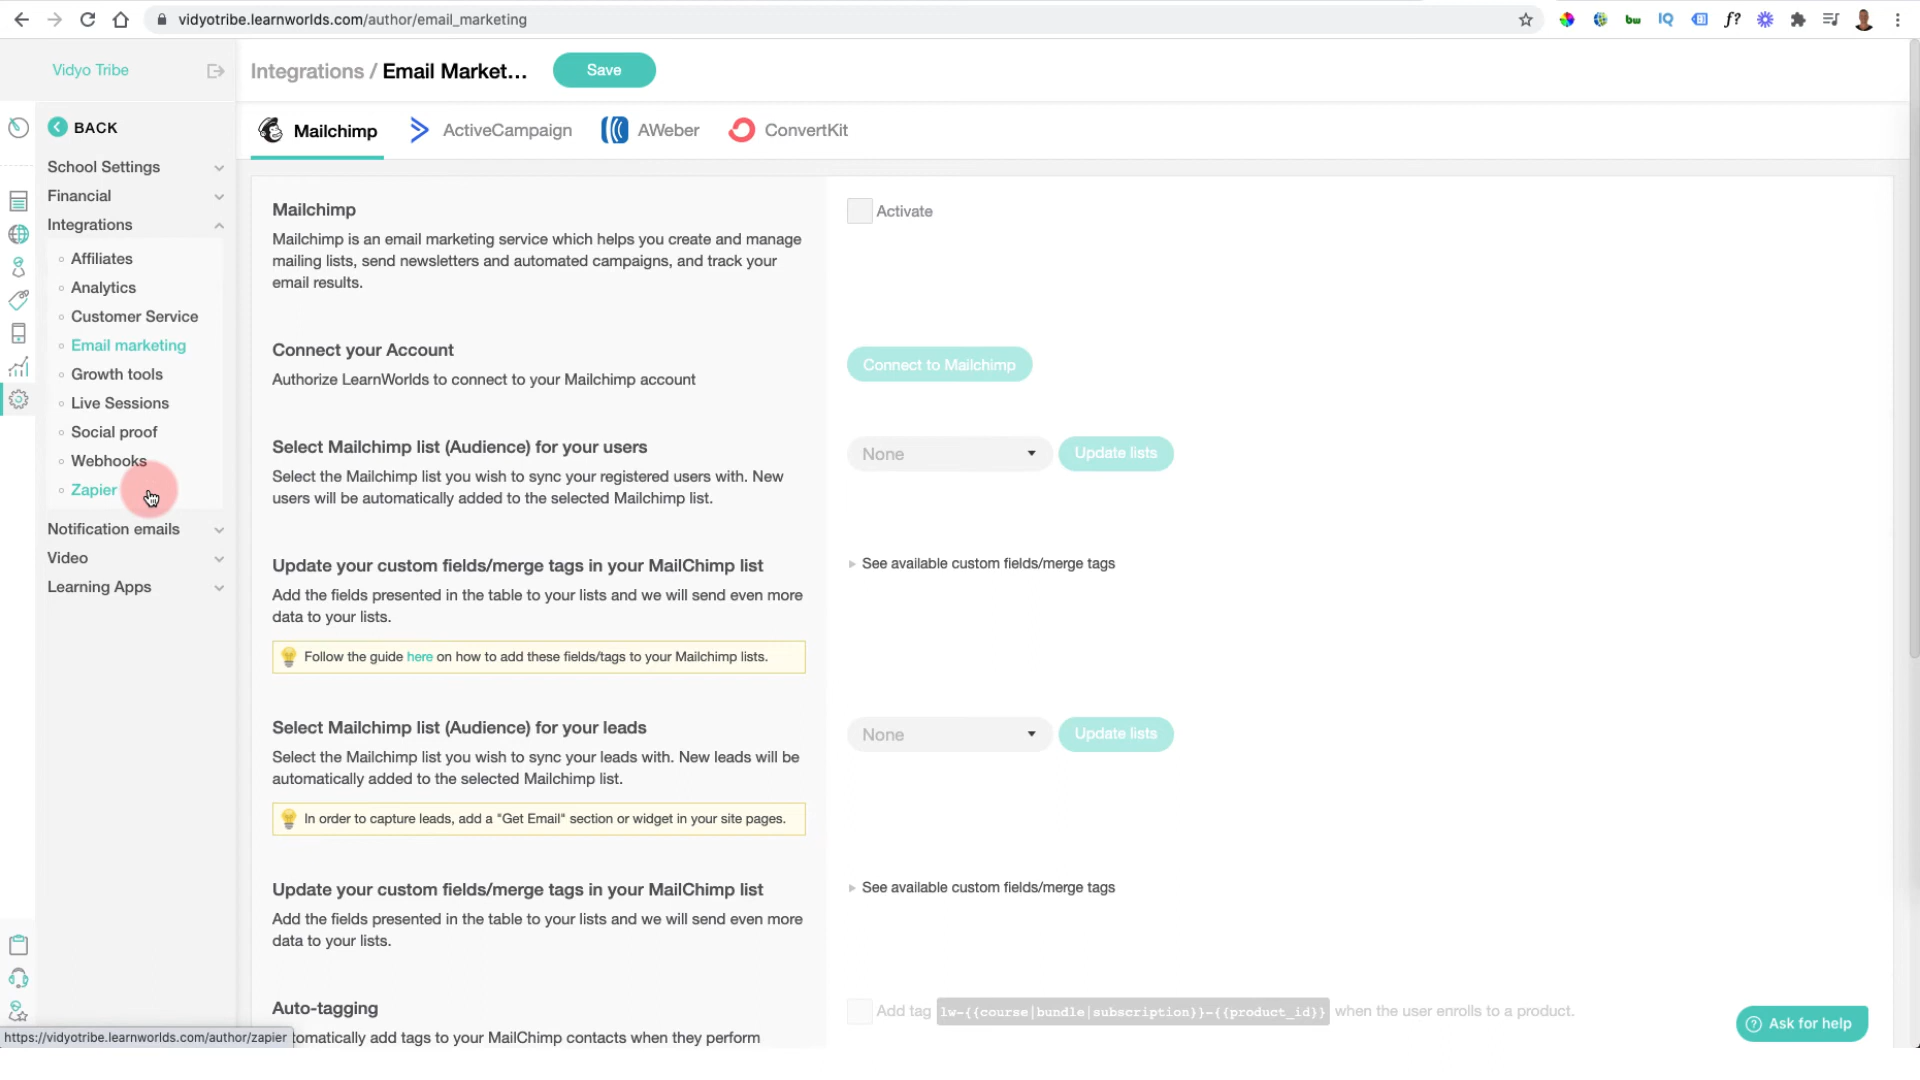 vidyotribe.learnworlds.com/author/email_marketing
bw
IQ
f?
Vidyo Tribe
Integrations / Email Market...
Save
BACK
Mailchimp
ActiveCampaign
AWeber
ConvertKit
School Settings
Financial
Integrations
Affiliates
Analytics
Customer Service
Email marketing
Growth tools
Live Sessions
Social proof
Webhooks
Zapier
Notification emails
Video
Learning Apps
Mailchimp
Activate
Mailchimp is an email marketing service which helps you create and manage
mailing lists, send newsletters and automated campaigns, and track your
email results.
Connect your Account
Authorize LearnWorlds to connect to your Mailchimp account
Connect to Mailchimp
Select Mailchimp list (Audience) for your users
Select the Mailchimp list you wish to sync your registered users with. New
users will be automatically added to the selected Mailchimp list.
None
Update lists
Update your custom fields/merge tags in your MailChimp list
Add the fields presented in the table to your lists and we will send even more
data to your lists.
See available custom fields/merge tags
Follow the guide here on how to add these fields/tags to your Mailchimp lists.
Select Mailchimp list (Audience) for your leads
Select the Mailchimp list you wish to sync your leads with. New leads will be
automatically added to the selected Mailchimp list.
None
Update lists
In order to capture leads, add a "Get Email" section or widget in your site pages.
Update your custom fields/merge tags in your MailChimp list
Add the fields presented in the table to your lists and we will send even more
data to your lists.
See available custom fields/merge tags
Auto-tagging
tomatically add tags to your MailChimp contacts when they perform
Add tag lw-{{course|bundle|subscription}}-{{product_id}} when the user enrolls to a product.
Ask for help
https://vidyotribe.learnworlds.com/author/zapier